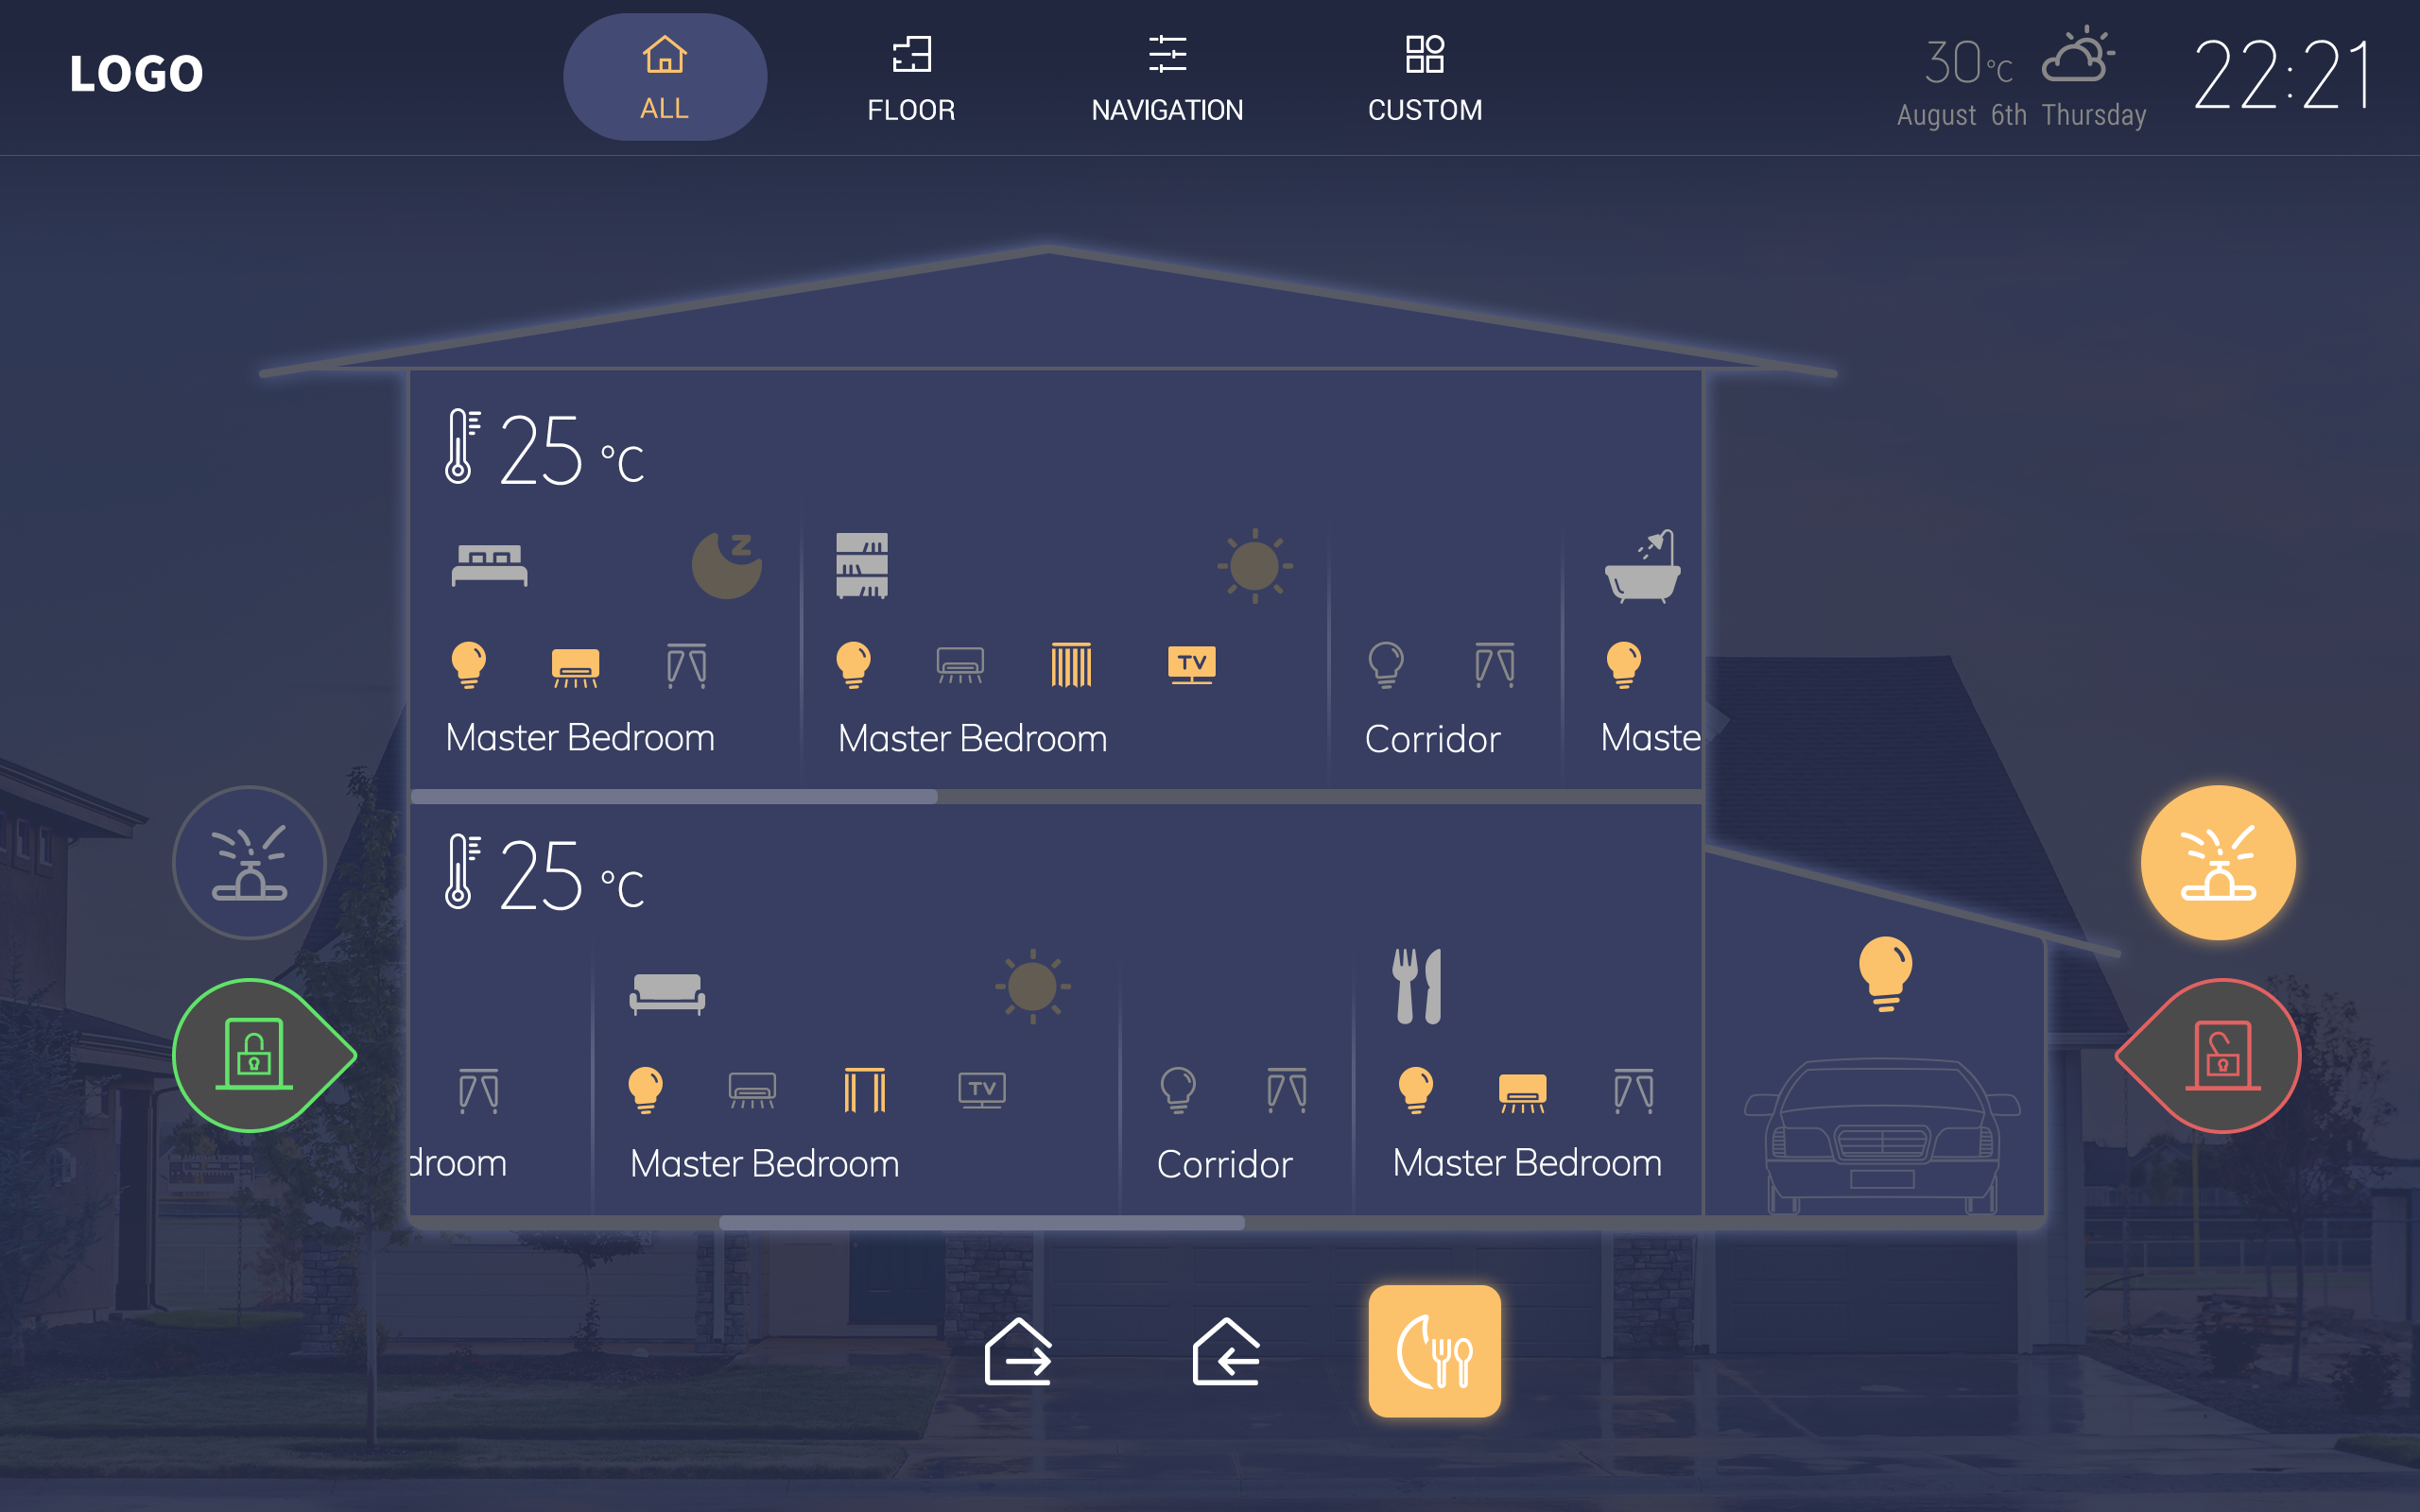 LOGO
ALL
FLOOR
NAVIGATION
CUSTOM
30°C
August 6th Thursday
22:21
25 °C
Z
TV
Master Bedroom
Master Bedroom
Corridor
Maste
25 °C
TV
droom
Master Bedroom
Corridor
Master Bedroom